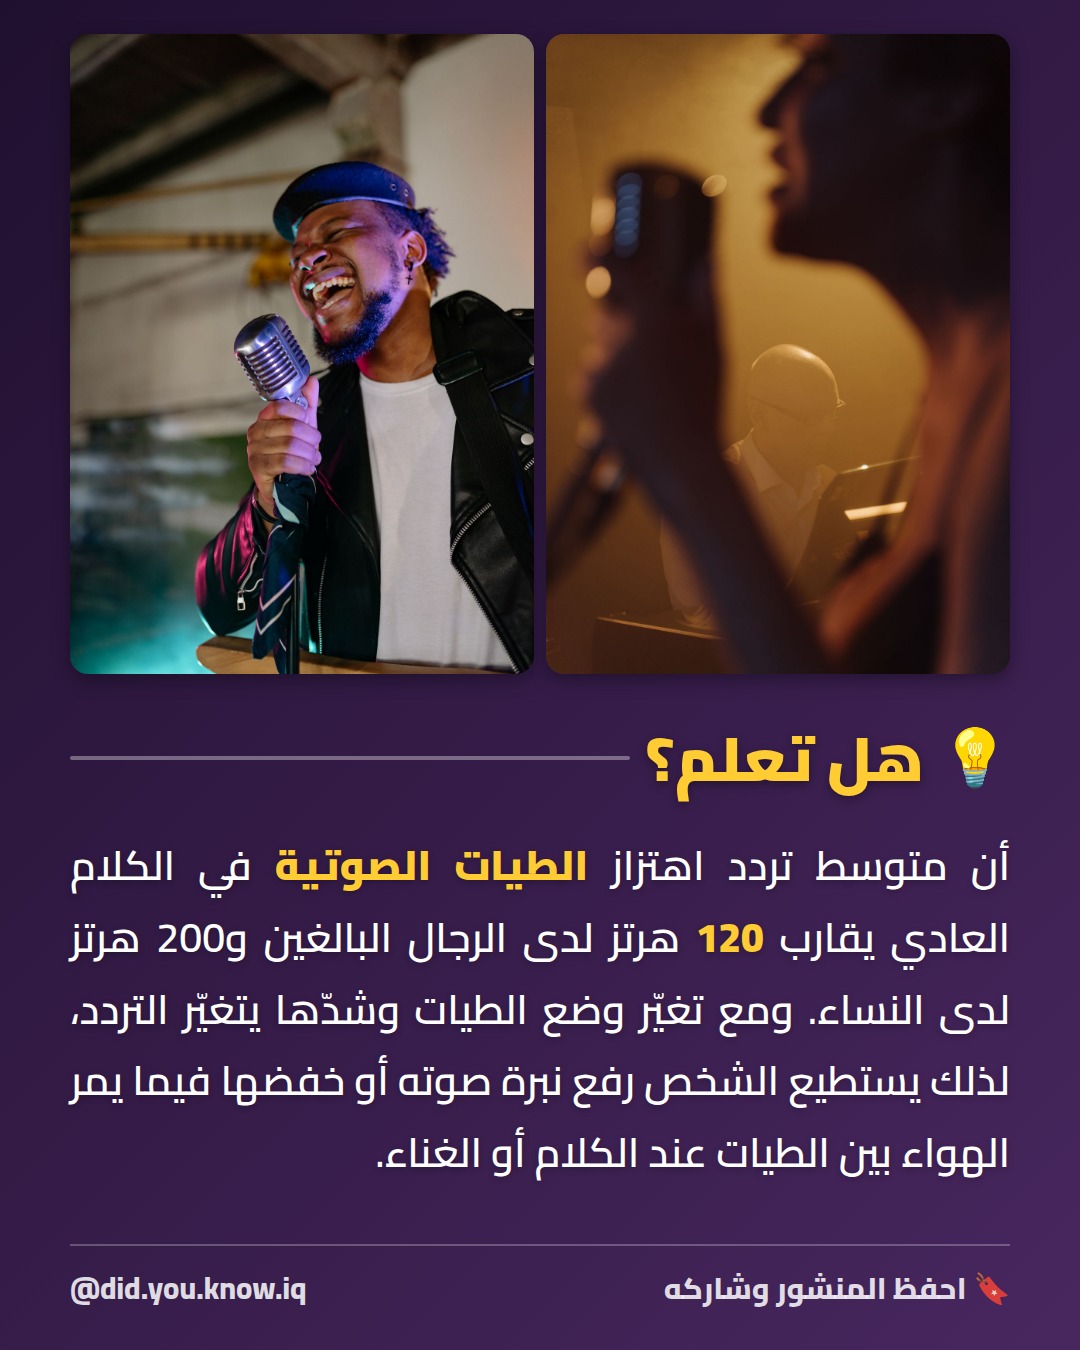 💡 هل تعلم؟
أن متوسط تردد اهتزاز الطيات الصوتية في الكلام
العادي يقارب 120 هرتز لدى الرجال البالغين و200 هرتز
لدى النساء. ومع تغيّر وضع الطيات وشدّها يتغيّر التردد،
لذلك يستطيع الشخص رفع نبرة صوته أو خفضها فيما يمر
الهواء بين الطيات عند الكلام أو الغناء.
🔖 احفظ المنشور وشاركه
@did.you.know.iq